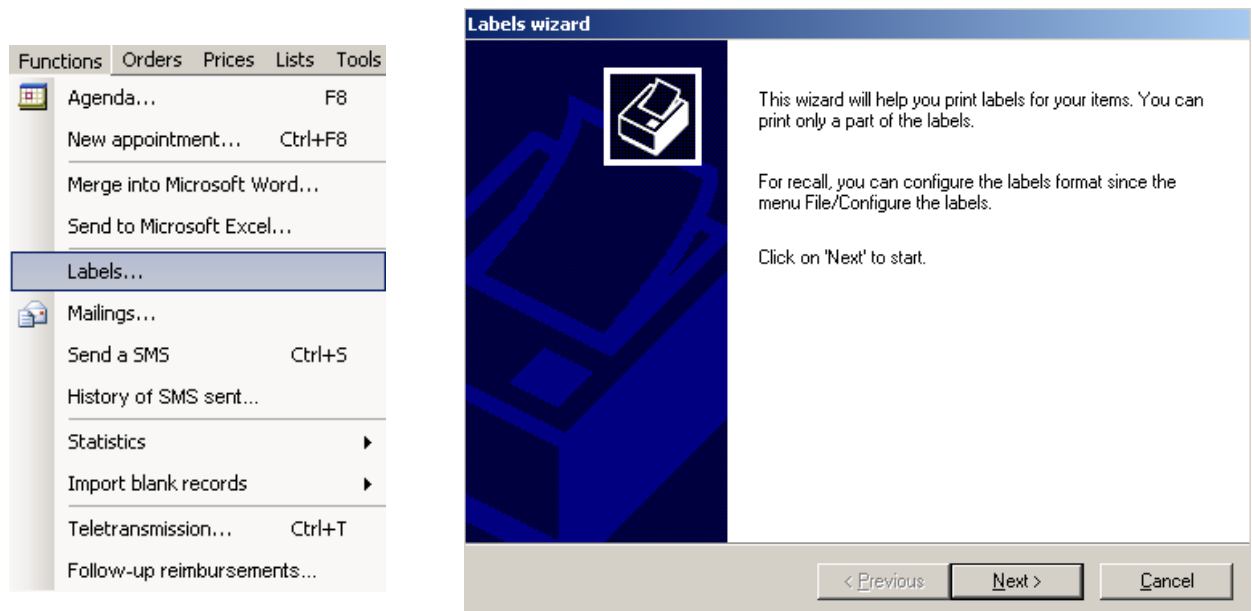 Functions Orders Prices Lists Tools
Agenda... F8
New appointment... Ctrl+F8
Merge into Microsoft Word...
Send to Microsoft Excel...
Labels...
Mailings...
Send a SMS Ctrl+S
History of SMS sent...
Statistics
Import blank records
Teletransmission... Ctrl+T
Follow-up reimbursements...
Labels wizard
This wizard will help you print labels for your items. You can
print only a part of the labels.
For recall, you can configure the labels format since the
menu File/Configure the labels.
Click on 'Next' to start.
< Previous Next > Cancel